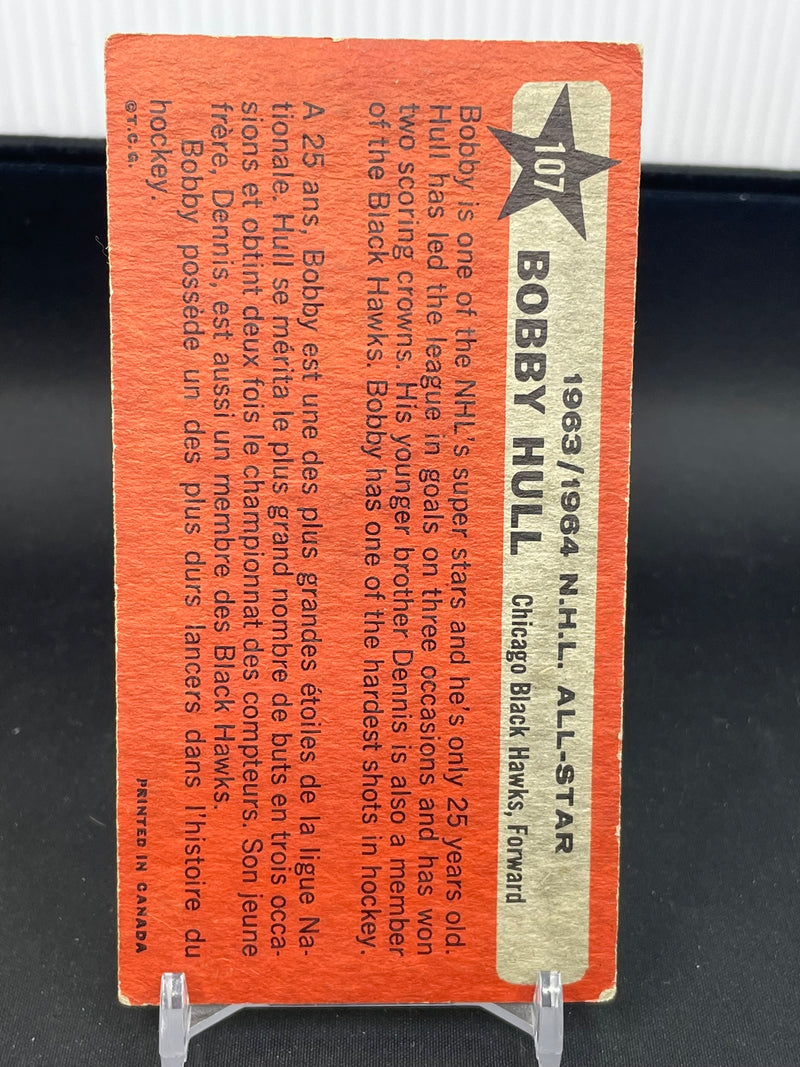 107
1963/1964 N.H.L. ALL-STAR
BOBBY HULL Chicago Black Hawks, Forward
Bobby is one of the NHL's super stars and he's only 25 years old.
Hull has led the league in goals on three occasions and has won
two scoring crowns. His younger brother Dennis is also a member
of the Black Hawks. Bobby has one of the hardest shots in hockey.
A 25 ans, Bobby est une des plus grandes étoiles de la ligue Na-
tionale. Hull se mérita le plus grand nombre de buts en trois occa-
sions et obtint deux fois le championnat des compteurs. Son jeune
frère, Dennis, est aussi un membre des Black Hawks.
Bobby possède un des plus durs lancers dans l'histoire du
hockey.
©T.C.G.
PRINTED IN CANADA